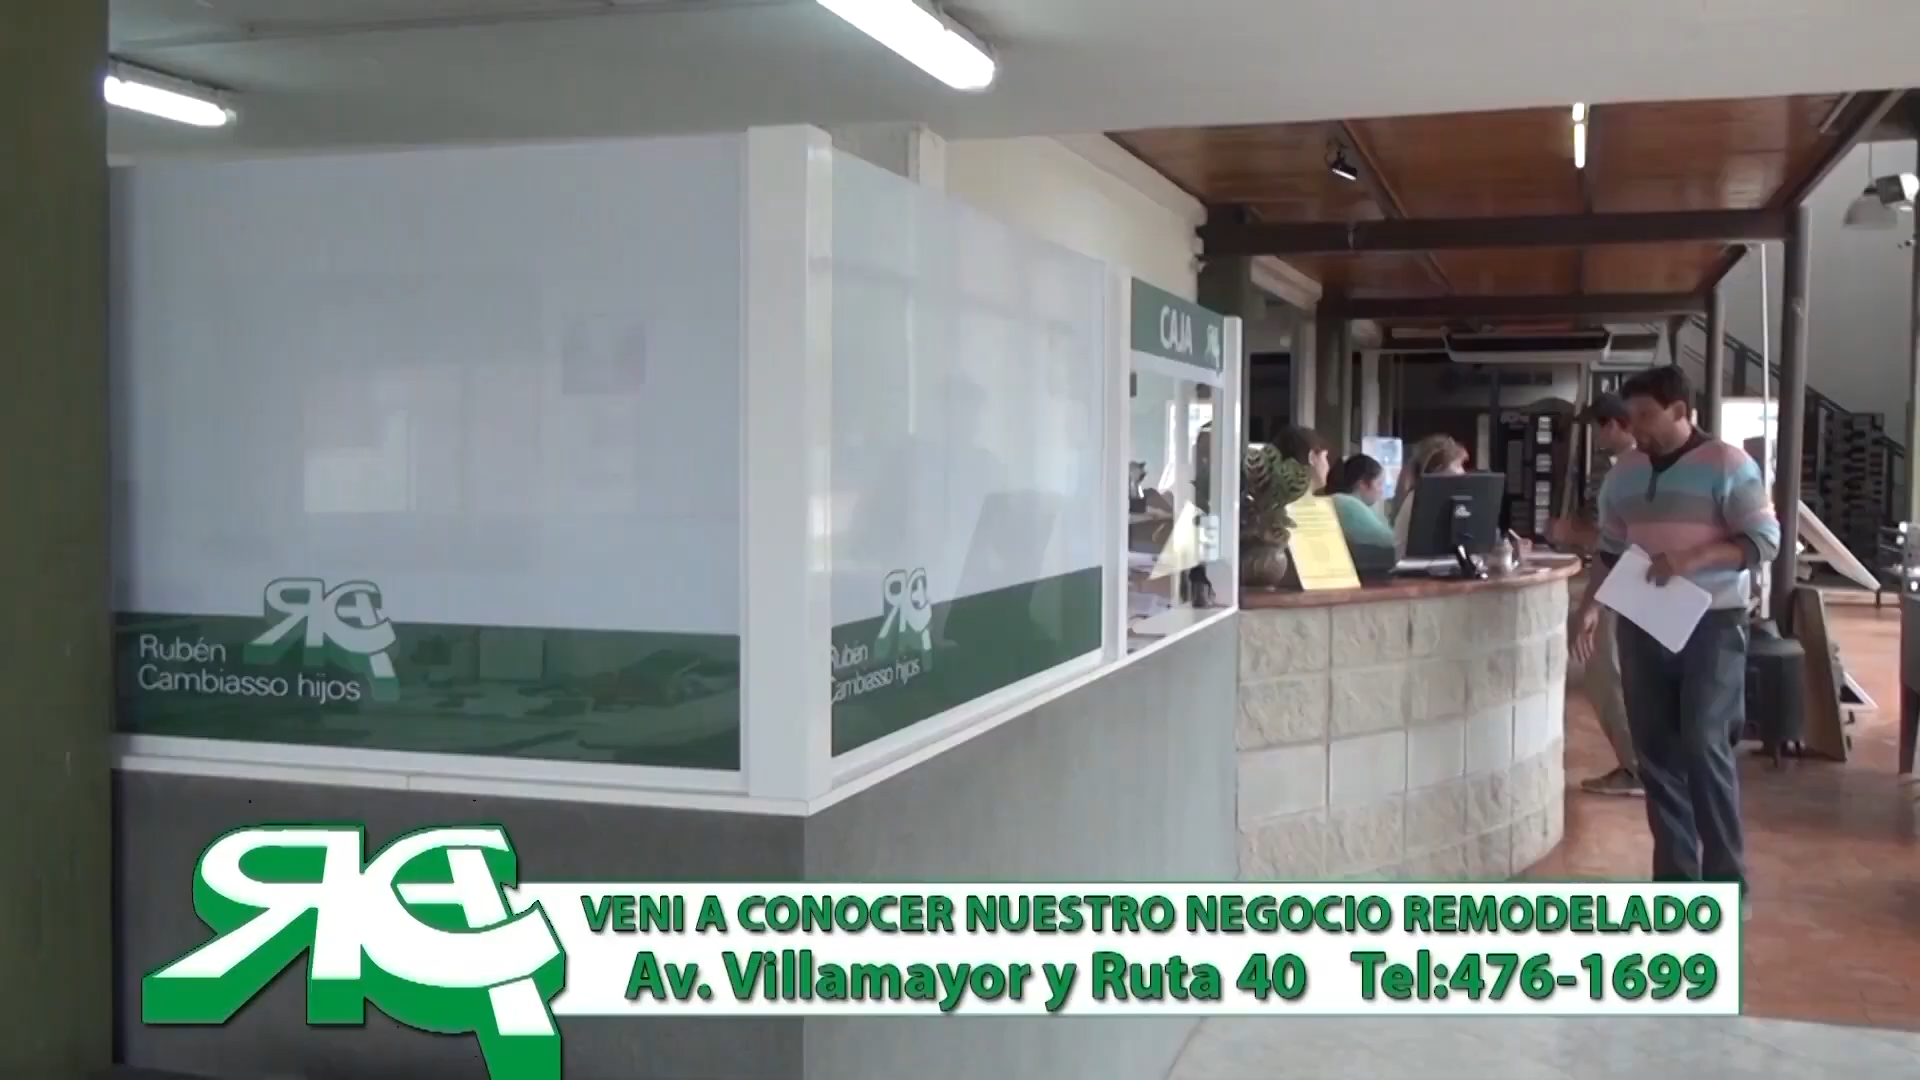 CAJA
Rubén
Cambiasso hijos
Rubén
Cambiasso hijos
VENI A CONOCER NUESTRO NEGOCIO REMODELADO
Av. Villamayor y Ruta 40 Tel:476-1699